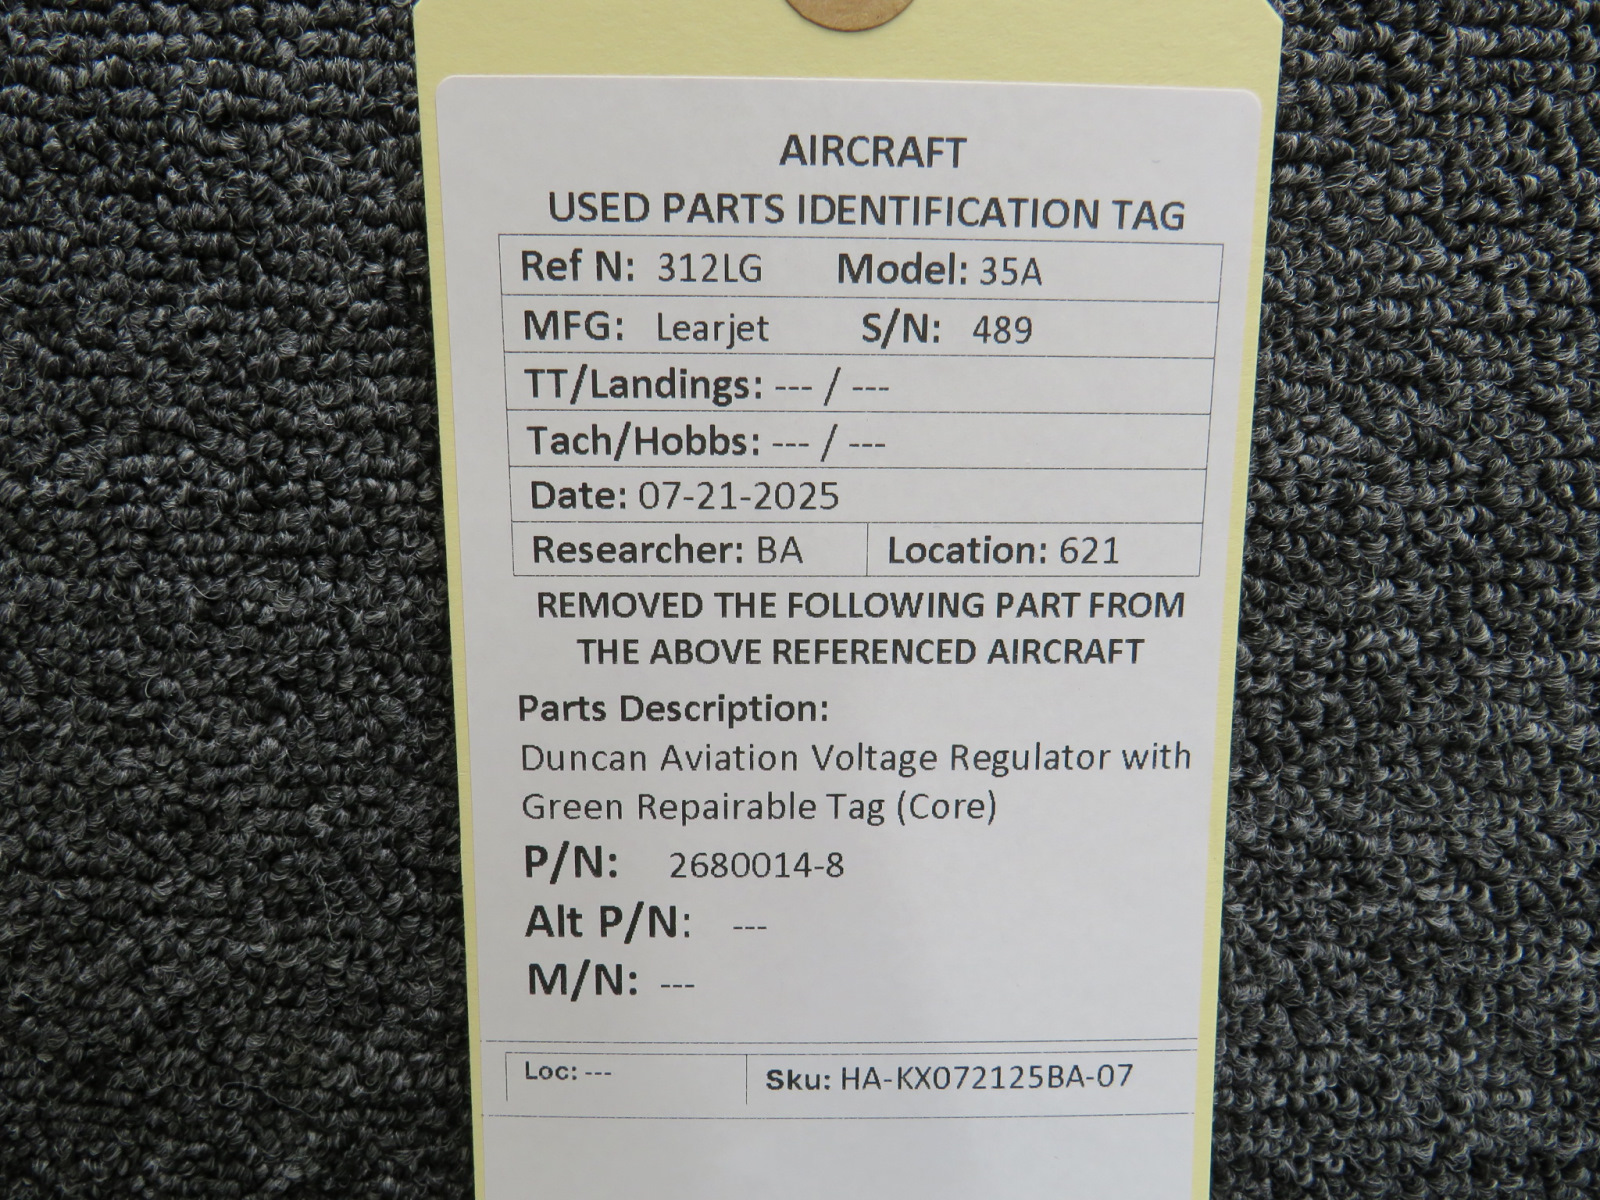 AIRCRAFT
USED PARTS IDENTIFICATION TAG
Ref N: 312LG Model: 35A
MFG: Learjet S/N: 489
TT/Landings: --- / ---
Tach/Hobbs: --- / ---
Date: 07-21-2025
Researcher: BA Location: 621
REMOVED THE FOLLOWING PART FROM
THE ABOVE REFERENCED AIRCRAFT
Parts Description:
Duncan Aviation Voltage Regulator with
Green Repairable Tag (Core)
P/N: 2680014-8
Alt P/N: ---
M/N: ---
Loc: --- Sku: HA-KX072125BA-07